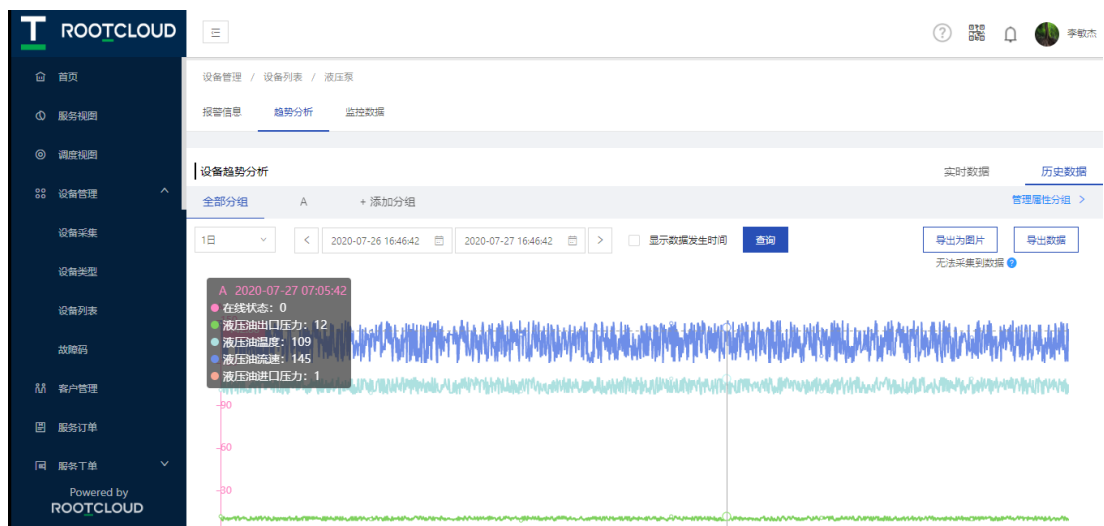 ROOTCLOUD
李敏杰
首页
服务视图
调度视图
设备管理
设备采集
设备类型
设备列表
故障码
客户管理
服务订单
服务工单
Powered by
ROOTCLOUD
设备管理 / 设备列表 / 液压泵
报警信息 趋势分析 监控数据
设备趋势分析 实时数据 历史数据
全部分组 A + 添加分组 管理属性分组 >
1日 < 2020-07-26 16:46:42 2020-07-27 16:46:42 > 显示数据发生时间 查询 导出为图片 导出数据
无法采集到数据 ?
A 2020-07-27 07:05:42
在线状态: 0
液压油出口压力: 12
液压油温度: 109
液压油流速: 145
液压油进口压力: 1
90
60
30